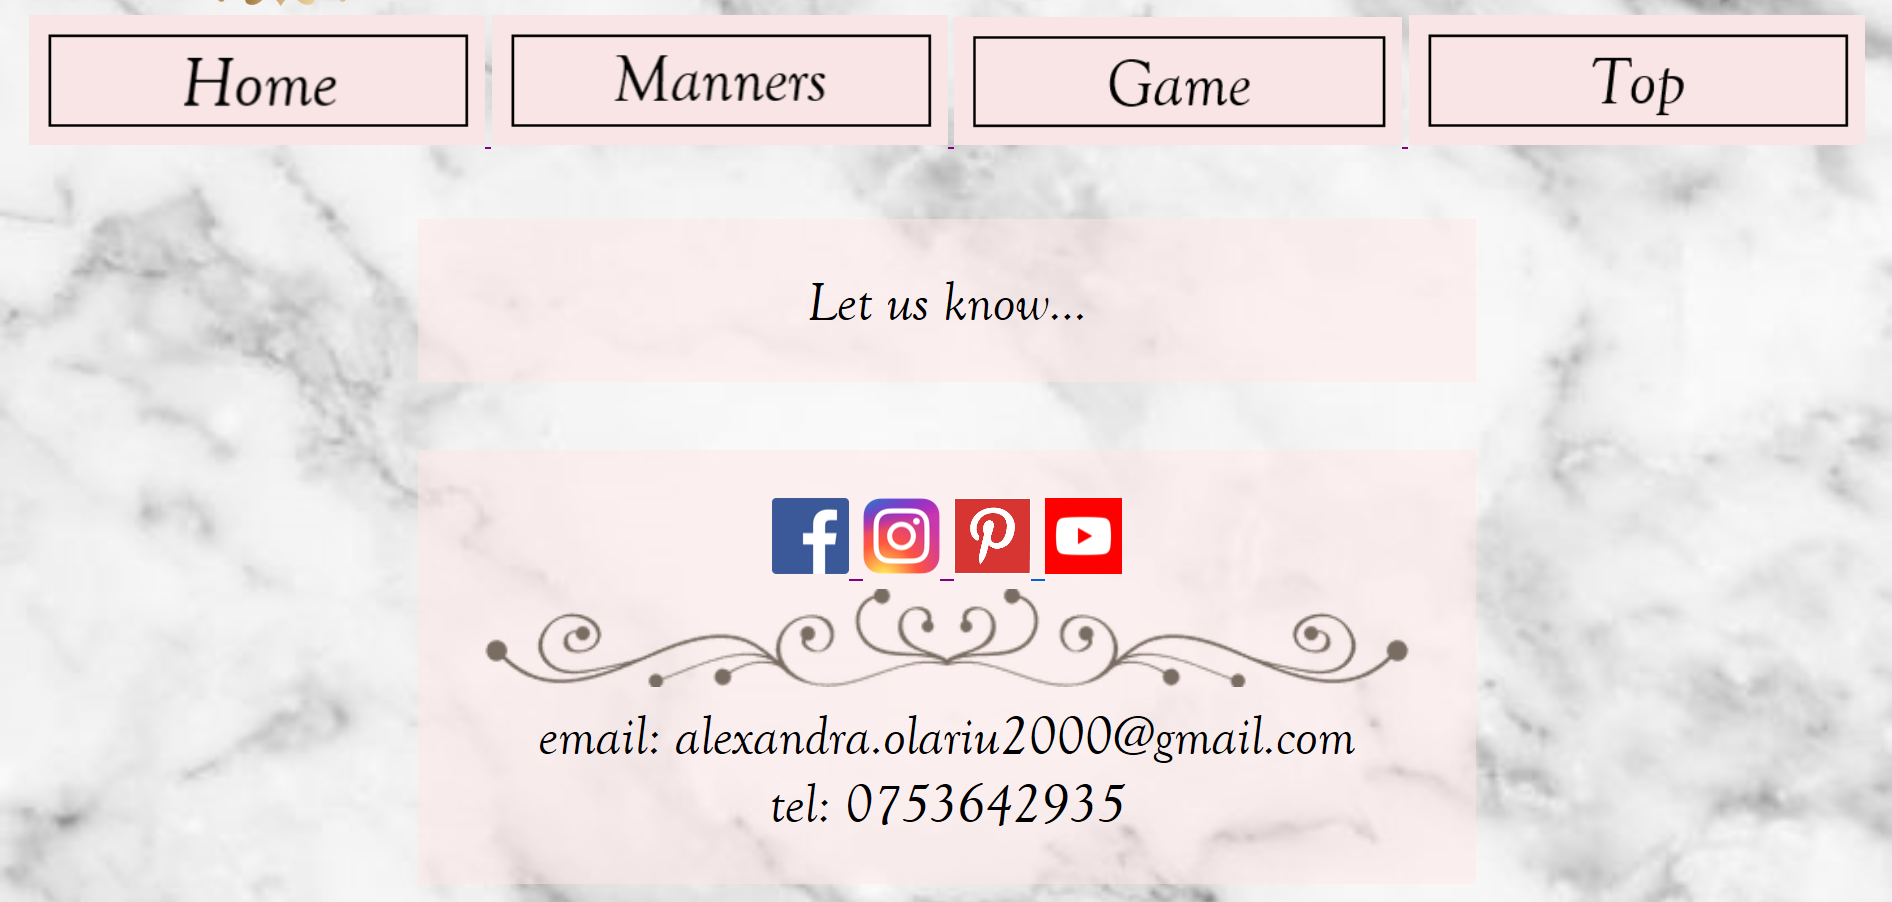 Home Manners Game Top
Let us know...
email: alexandra.olariu2000@gmail.com
tel: 0753642935